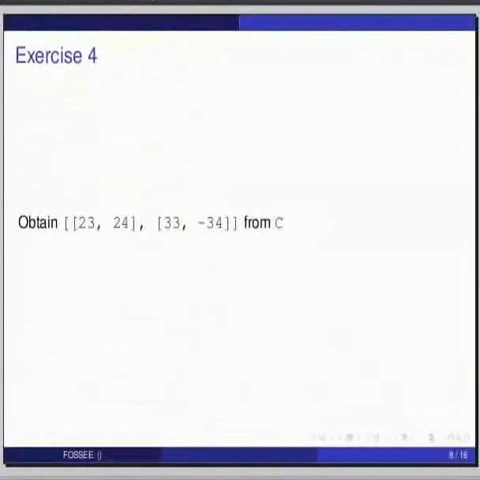 Exercise 4
Obtain [[23, 24], [33, -34]] from C
FOSSEE ()
8 / 16